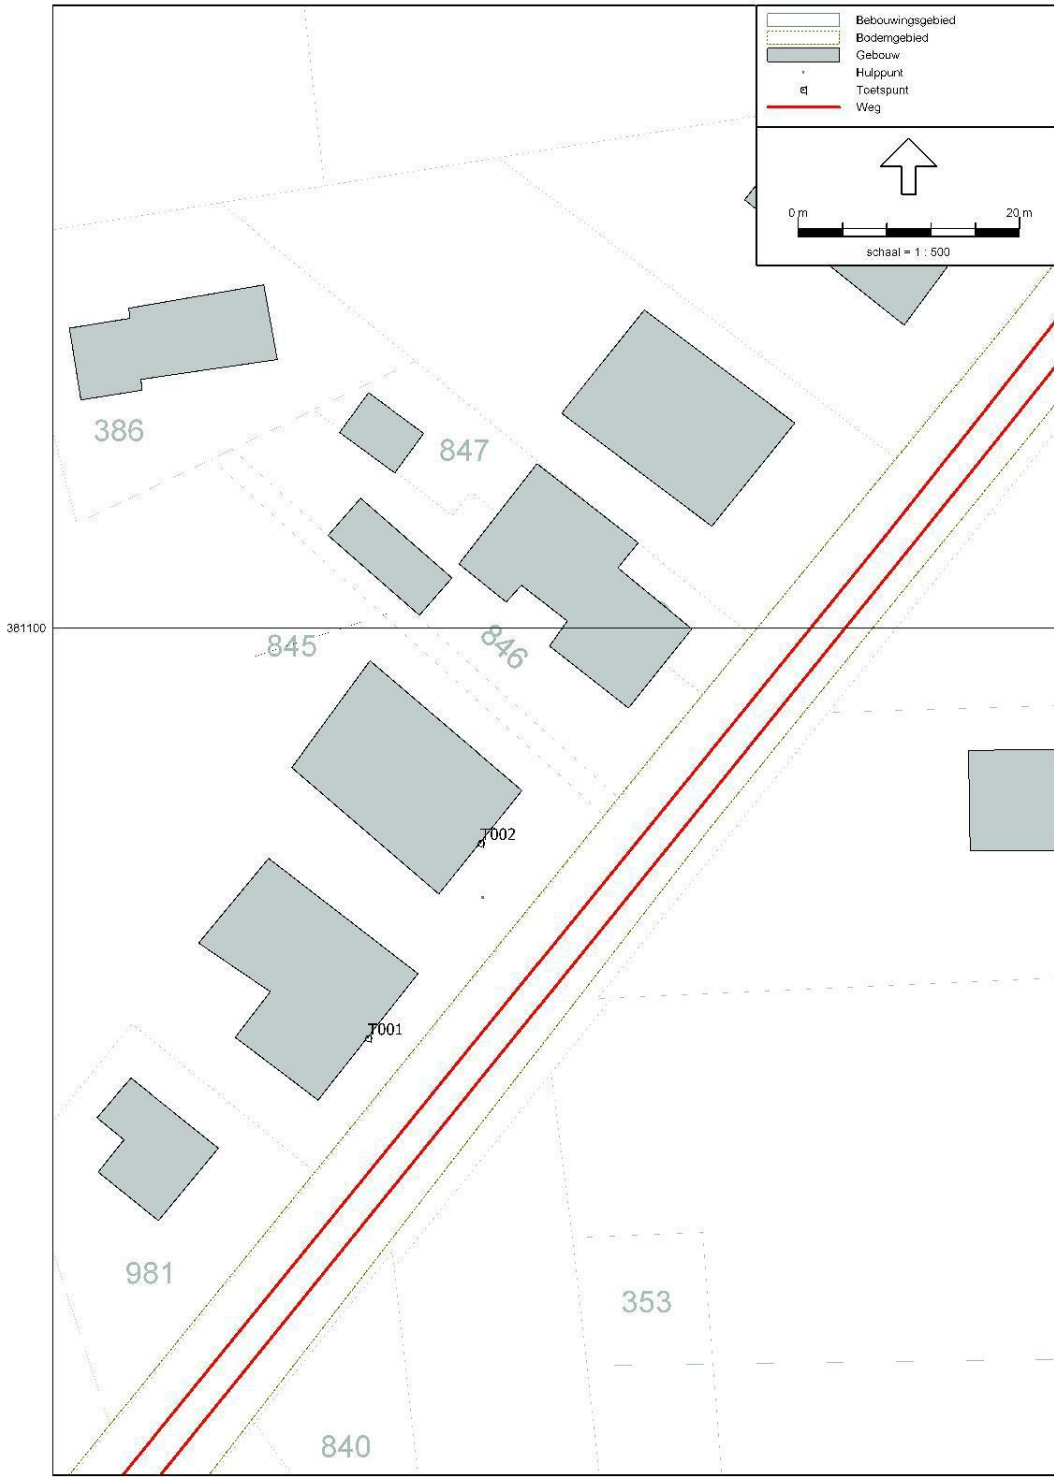 Bebouwingsgebied
Bodemgebied
Gebouw
Hulppunt
Toetspunt
Weg
0 m 20 m
schaal = 1 : 500
386
847
381100
845
846
T002
T001
981
353
840